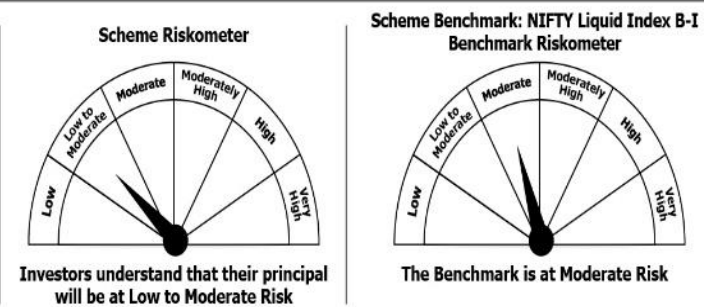 Scheme Riskometer
Low
Low to
Moderate
Moderate
Moderately
High
High
Very
High
Investors understand that their principal
will be at Low to Moderate Risk
Scheme Benchmark: NIFTY Liquid Index B-I
Benchmark Riskometer
Low
Low to
Moderate
Moderate
Moderately
High
High
Very
High
The Benchmark is at Moderate Risk